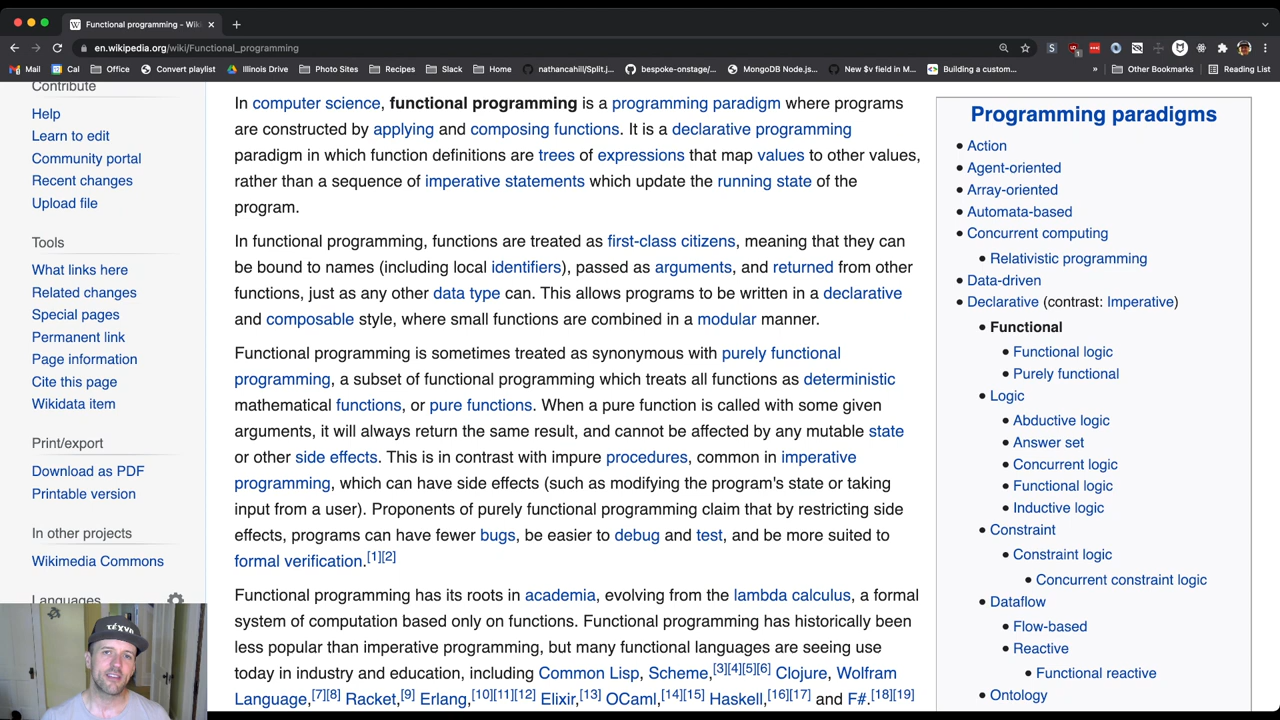 Functional programming - Wiki
en.wikipedia.org/wiki/Functional_programming
Mail
Cal
Office
Convert playlist
Illinois Drive
Photo Sites
Recipes
Slack
Home
nathancahill/Split.j...
bespoke-onstage/...
MongoDB Node.js...
New $v field in M...
Building a custom...
»
Other Bookmarks
Reading List
Contribute
Help
Learn to edit
Community portal
Recent changes
Upload file
Tools
What links here
Related changes
Special pages
Permanent link
Page information
Cite this page
Wikidata item
Print/export
Download as PDF
Printable version
In other projects
Wikimedia Commons
Languages
In computer science, functional programming is a programming paradigm where programs
are constructed by applying and composing functions. It is a declarative programming
paradigm in which function definitions are trees of expressions that map values to other values,
rather than a sequence of imperative statements which update the running state of the
program.
In functional programming, functions are treated as first-class citizens, meaning that they can
be bound to names (including local identifiers), passed as arguments, and returned from other
functions, just as any other data type can. This allows programs to be written in a declarative
and composable style, where small functions are combined in a modular manner.
Functional programming is sometimes treated as synonymous with purely functional
programming, a subset of functional programming which treats all functions as deterministic
mathematical functions, or pure functions. When a pure function is called with some given
arguments, it will always return the same result, and cannot be affected by any mutable state
or other side effects. This is in contrast with impure procedures, common in imperative
programming, which can have side effects (such as modifying the program's state or taking
input from a user). Proponents of purely functional programming claim that by restricting side
effects, programs can have fewer bugs, be easier to debug and test, and be more suited to
formal verification.[1][2]
Functional programming has its roots in academia, evolving from the lambda calculus, a formal
system of computation based only on functions. Functional programming has historically been
less popular than imperative programming, but many functional languages are seeing use
today in industry and education, including Common Lisp, Scheme,[3][4][5][6] Clojure, Wolfram
Language,[7][8] Racket,[9] Erlang,[10][11][12] Elixir,[13] OCaml,[14][15] Haskell,[16][17] and F#.[18][19]
Programming paradigms
Action
Agent-oriented
Array-oriented
Automata-based
Concurrent computing
Relativistic programming
Data-driven
Declarative (contrast: Imperative)
Functional
Functional logic
Purely functional
Logic
Abductive logic
Answer set
Concurrent logic
Functional logic
Inductive logic
Constraint
Constraint logic
Concurrent constraint logic
Dataflow
Flow-based
Reactive
Functional reactive
Ontology